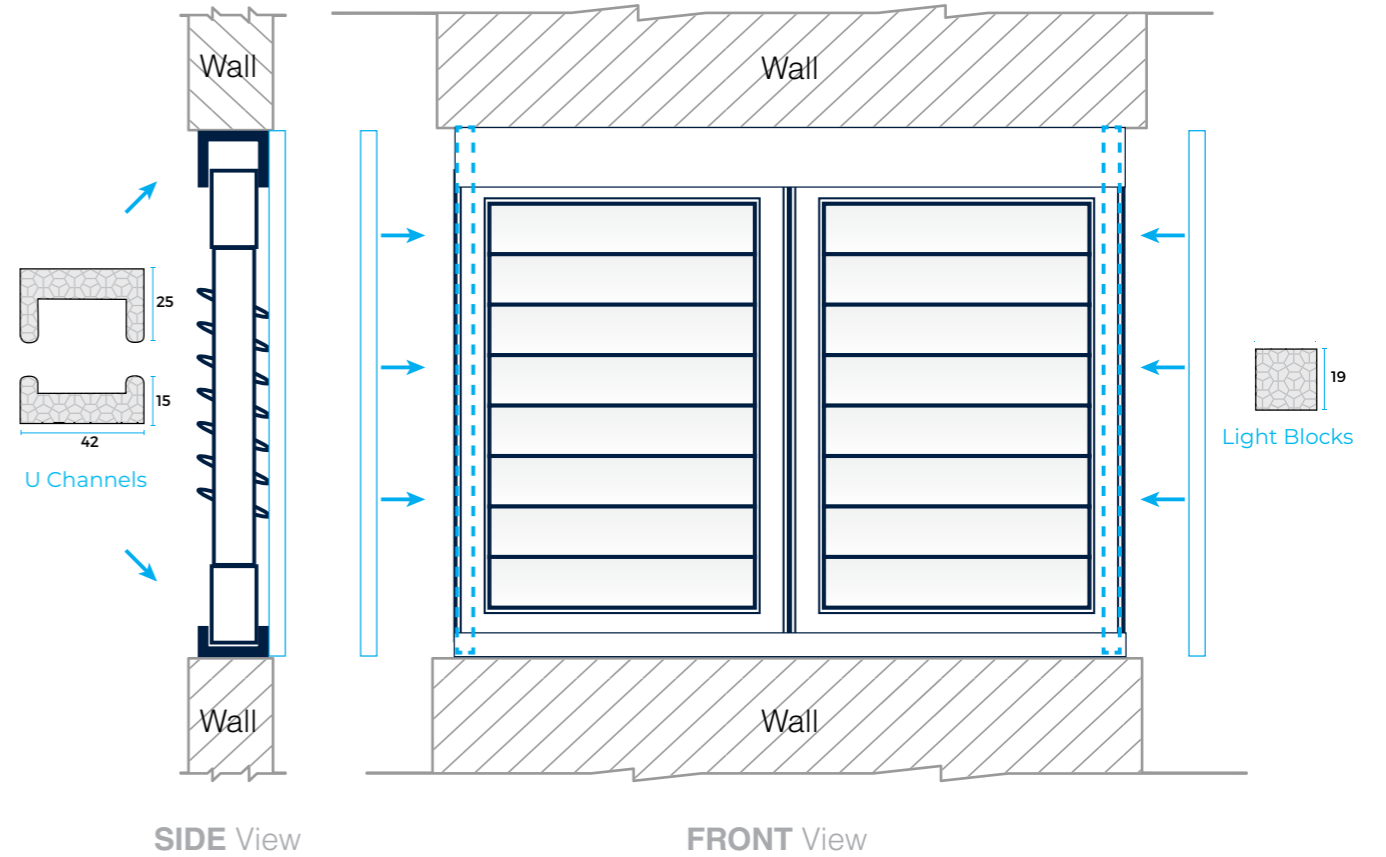 Wall
Wall
25
15
42
U Channels
19
Light Blocks
Wall
Wall
SIDE View
FRONT View